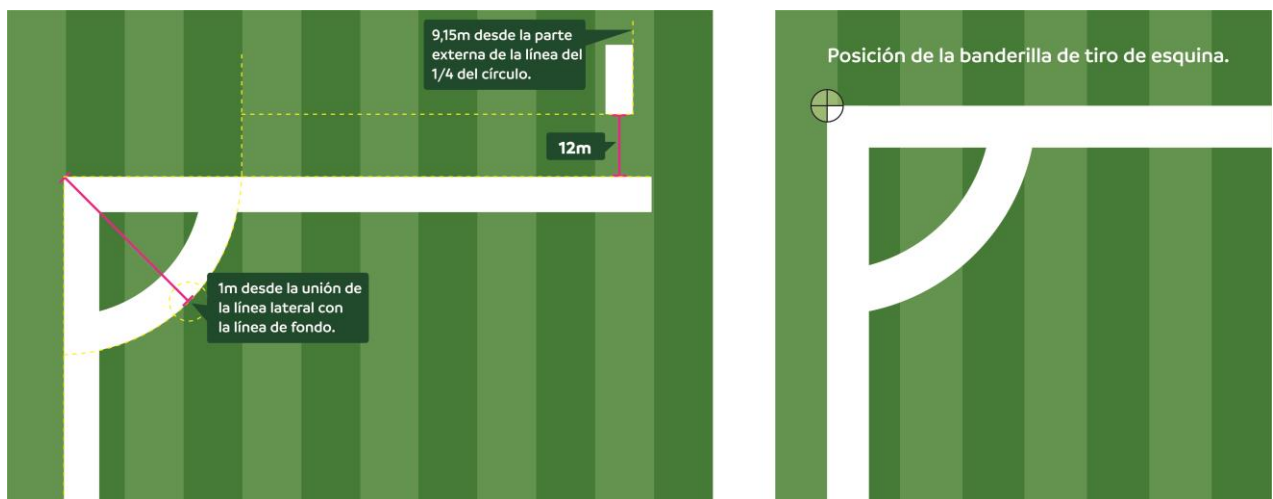 9,15m desde la parte
externa de la línea del
1/4 del círculo.
12m
1m desde la unión de
la línea lateral con
la línea de fondo.
Posición de la banderilla de tiro de esquina.